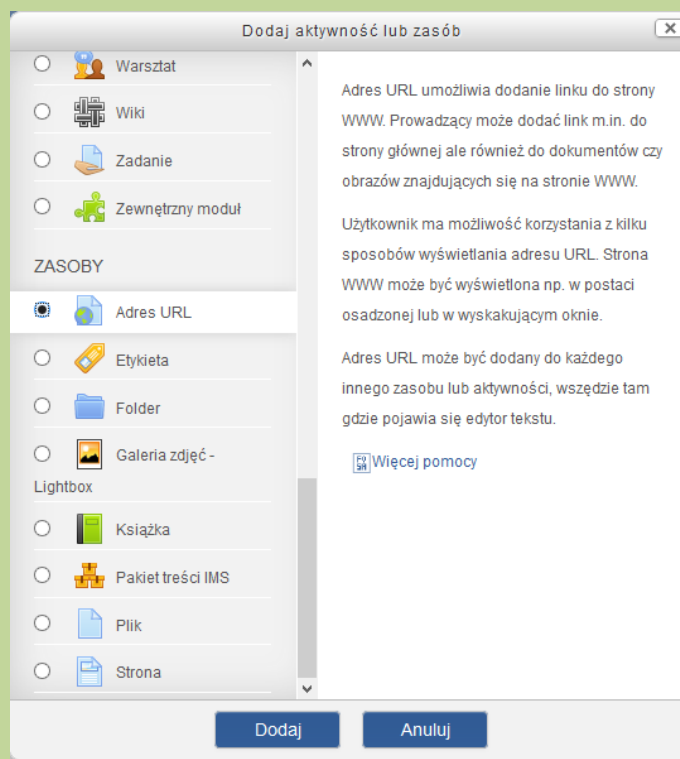 Dodaj aktywność lub zasób
Warsztat
Wiki
Zadanie
Zewnętrzny moduł
ZASOBY
Adres URL
Etykieta
Folder
Galeria zdjęć -
Lightbox
Książka
Pakiet treści IMS
Plik
Strona
Adres URL umożliwia dodanie linku do strony
WWW. Prowadzący może dodać link m.in. do
strony głównej ale również do dokumentów czy
obrazów znajdujących się na stronie WWW.
Użytkownik ma możliwość korzystania z kilku
sposobów wyświetlania adresu URL. Strona
WWW może być wyświetlona np. w postaci
osadzonej lub w wyskakującym oknie.
Adres URL może być dodany do każdego
innego zasobu lub aktywności, wszędzie tam
gdzie pojawia się edytor tekstu.
Więcej pomocy
Dodaj
Anuluj